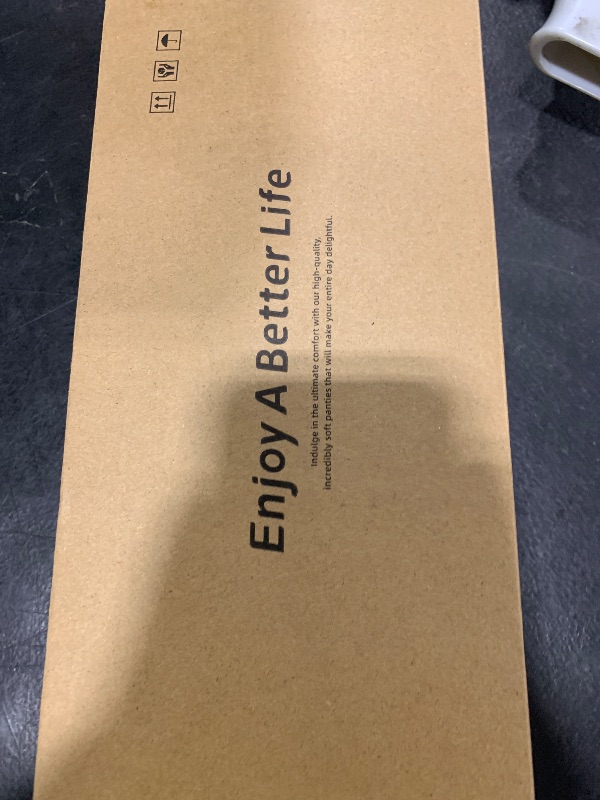 Enjoy A Better Life
Indulge in the ultimate comfort with our high-quality,
incredibly soft panties that will make your entire day delightful.